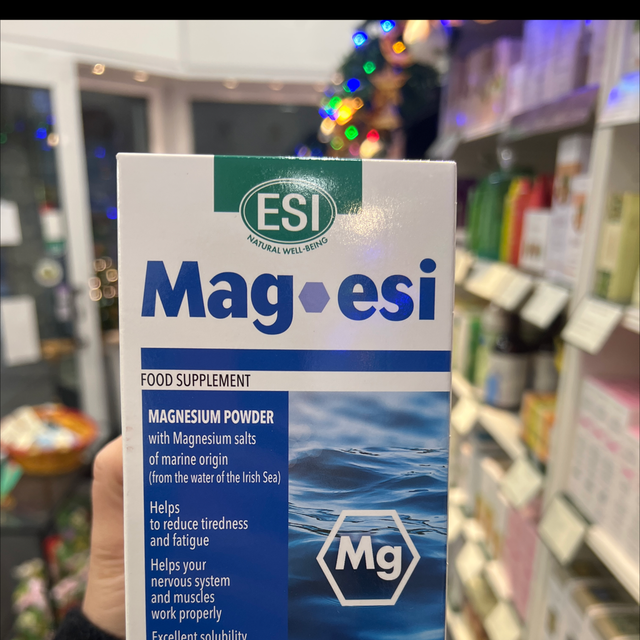 ESI
NATURAL WELL-BEING
Mag esi
FOOD SUPPLEMENT
MAGNESIUM POWDER
with Magnesium salts
of marine origin
(from the water of the Irish Sea)
Helps
to reduce tiredness
and fatigue
Helps your
nervous system
and muscles
work properly
Excellent solubility
Mg